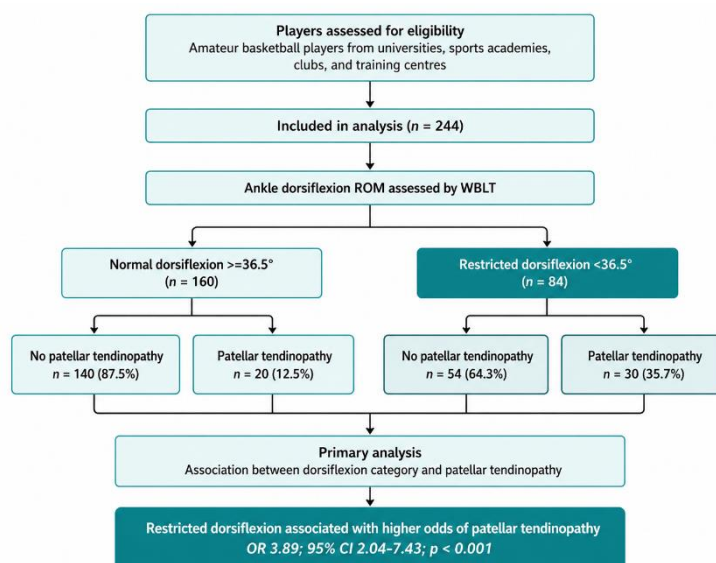 Players assessed for eligibility
Amateur basketball players from universities, sports academies,
clubs, and training centres
Included in analysis (n = 244)
Ankle dorsiflexion ROM assessed by WBLT
Normal dorsiflexion >=36.5°
(n = 160)
Restricted dorsiflexion <36.5°
(n = 84)
No patellar tendinopathy
n = 140 (87.5%)
Patellar tendinopathy
n = 20 (12.5%)
No patellar tendinopathy
n = 54 (64.3%)
Patellar tendinopathy
n = 30 (35.7%)
Primary analysis
Association between dorsiflexion category and patellar tendinopathy
Restricted dorsiflexion associated with higher odds of patellar tendinopathy
OR 3.89; 95% CI 2.04-7.43; p < 0.001